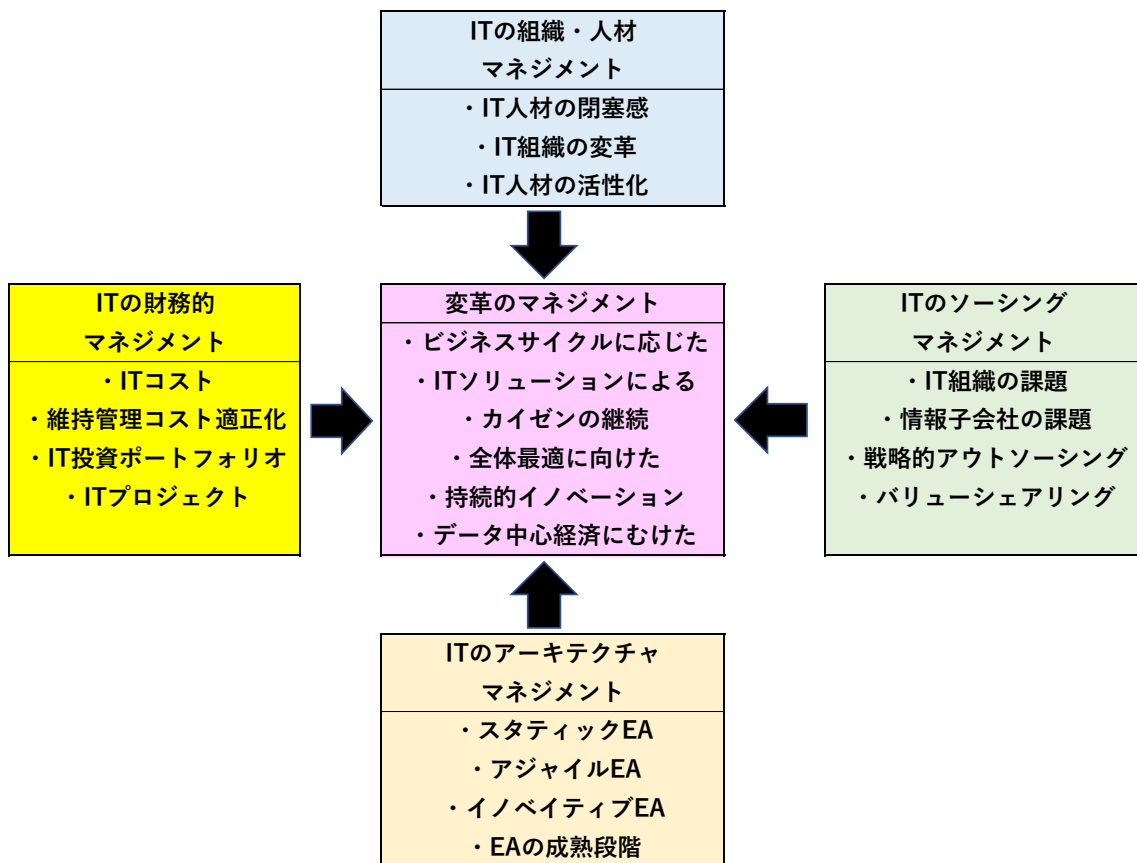 ITの組織・人材
マネジメント
・IT人材の閉塞感
・IT組織の変革
・IT人材の活性化
ITの財務的
マネジメント
・ITコスト
・維持管理コスト適正化
・IT投資ポートフォリオ
・ITプロジェクト
変革のマネジメント
・ビジネスサイクルに応じた
・ITソリューションによる
・カイゼンの継続
・全体最適に向けた
・持続的イノベーション
・データ中心経済にむけた
ITのソーシング
マネジメント
・IT組織の課題
・情報子会社の課題
・戦略的アウトソーシング
・バリューシェアリング
ITのアーキテクチャ
マネジメント
・スタティックEA
・アジャイルEA
・イノベイティブEA
・EAの成熟段階